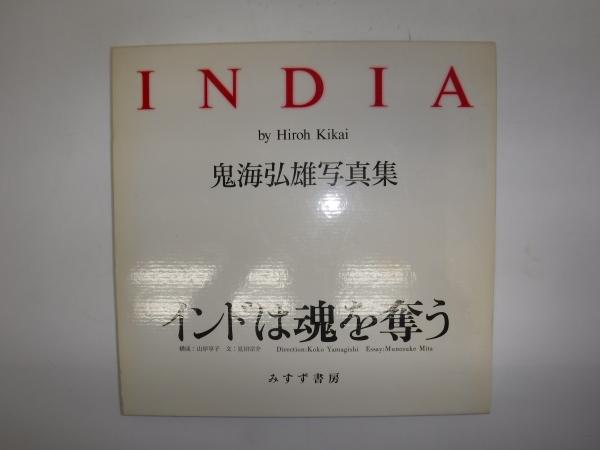 INDIA
by Hiroh Kikai
鬼海弘雄写真集
インドは魂を奪う
構成：山岸享子 文：見田宗介 Direction:Koko Yamagishi Essay:Munesuke Mita
みすず書房